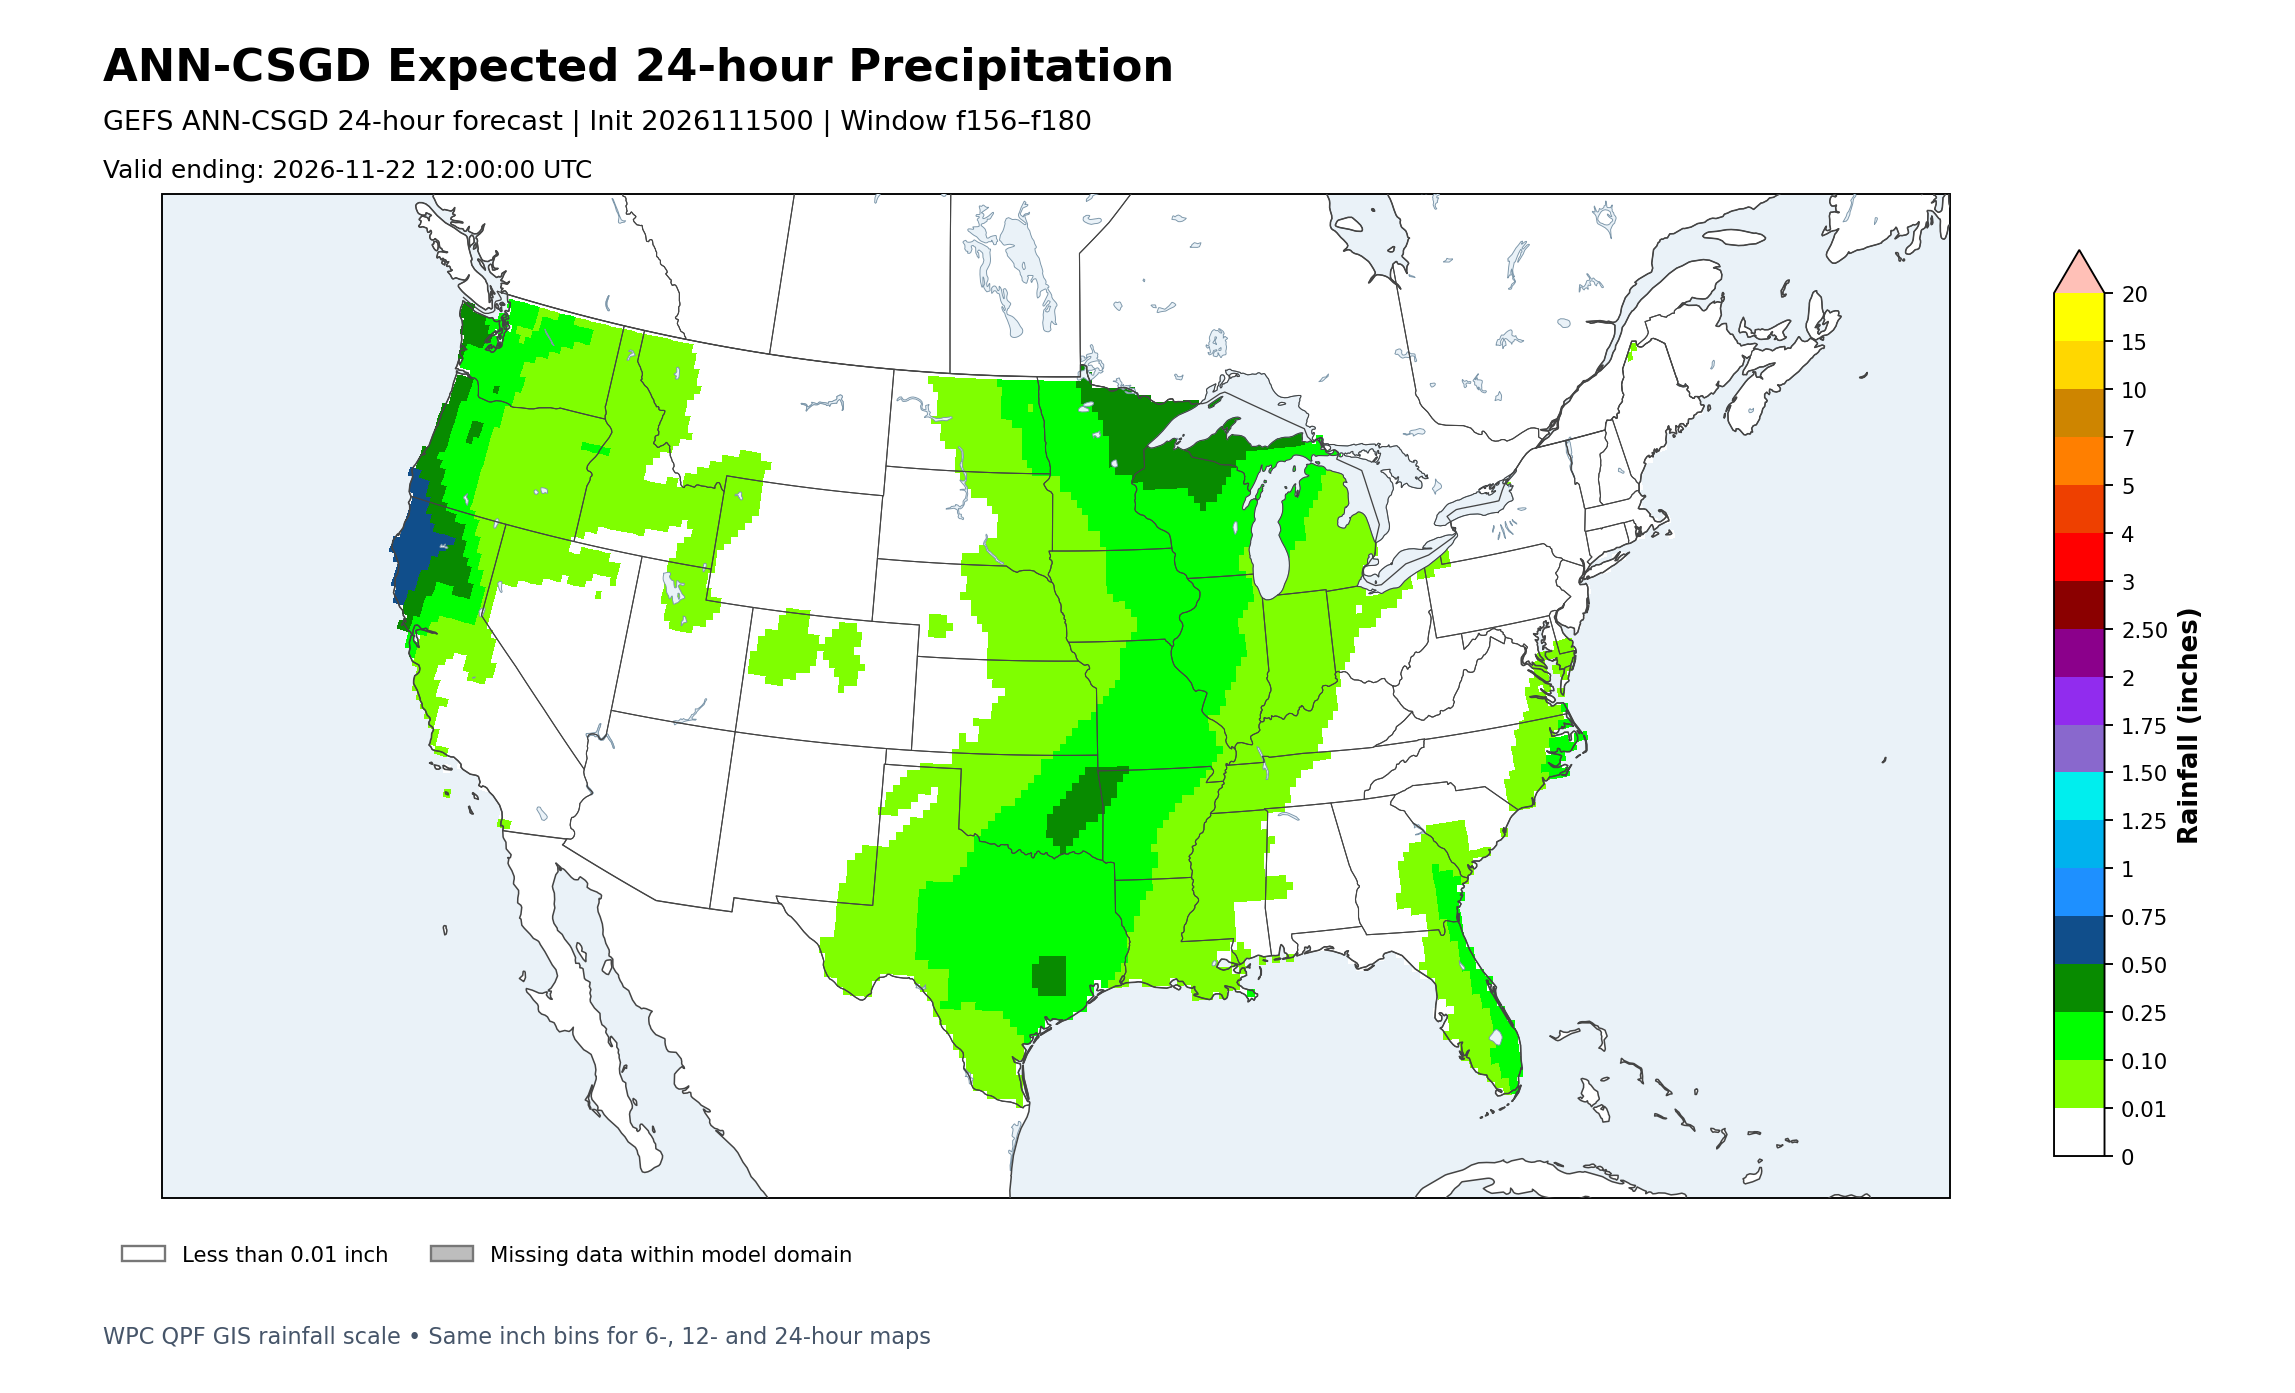 ANN-CSGD Expected 24-hour Precipitation
GEFS ANN-CSGD 24-hour forecast | Init 2026111500 | Window f156–f180
Valid ending: 2026-11-22 12:00:00 UTC
20
15
10
7
5
4
3
2.50
2
1.75
1.50
1.25
1
0.75
0.50
0.25
0.10
0.01
0
Rainfall (inches)
Less than 0.01 inch
Missing data within model domain
WPC QPF GIS rainfall scale • Same inch bins for 6-, 12- and 24-hour maps